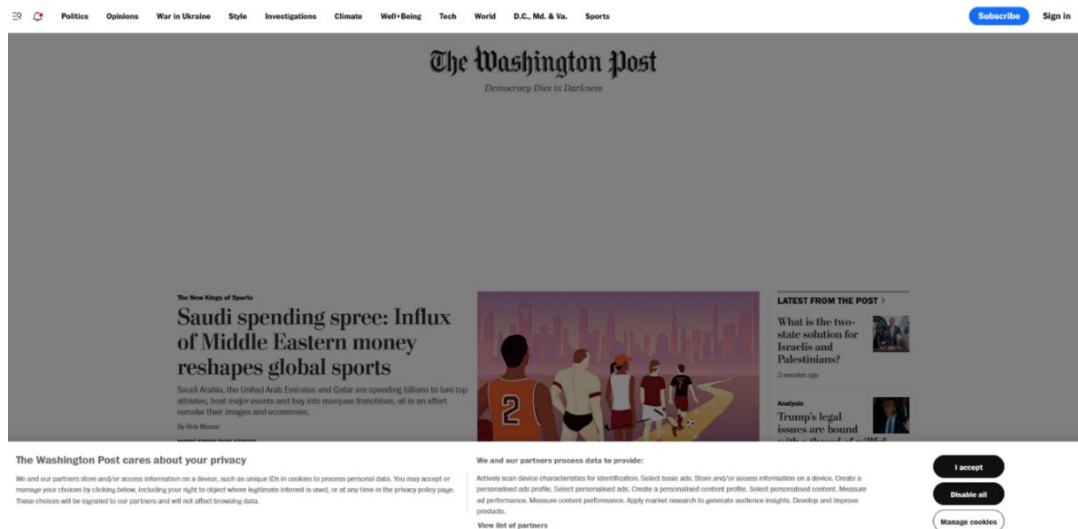 Politics Opinions War in Ukraine Style Investigations Climate Well+Being Tech World D.C., Md. & Va. Sports Subscribe Sign in
The Washington Post
Democracy Dies in Darkness
The New Kings of Sports
Saudi spending spree: Influx
of Middle Eastern money
reshapes global sports
Saudi Arabia, the United Arab Emirates and Qatar are spending billions to lure top
athletes, host major events and buy into marquee franchises, all in an effort
remake their images and economies.
By Rick Maese
MORE FROM THIS SERIES
2
7
LATEST FROM THE POST >
What is the two-
state solution for
Israelis and
Palestinians?
3 minutes ago
Analysis
Trump's legal
issues are bound
with a thread of willful
The Washington Post cares about your privacy
We and our partners store and/or access information on a device, such as unique IDs in cookies to process personal data. You may accept or
manage your choices by clicking below, including your right to object where legitimate interest is used, or at any time in the privacy policy page.
These choices will be signaled to our partners and will not affect browsing data.
We and our partners process data to provide:
Actively scan device characteristics for identification. Select basic ads. Store and/or access information on a device. Create a
personalised ads profile. Select personalised ads. Create a personalised content profile. Select personalised content. Measure
ad performance. Measure content performance. Apply market research to generate audience insights. Develop and improve
products.
View list of partners
I accept
Disable all
Manage cookies